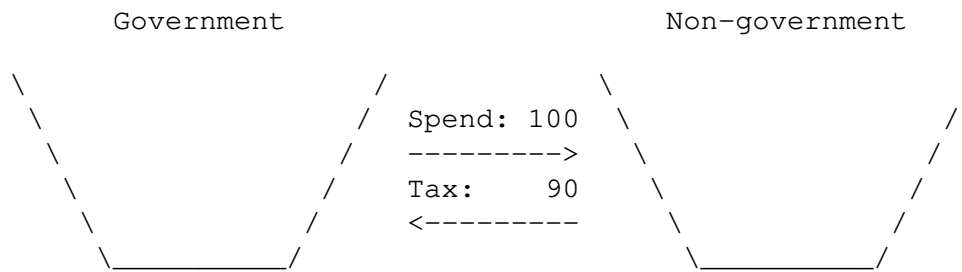 Government Non-government
Spend: 100
--------->
Tax: 90
<---------